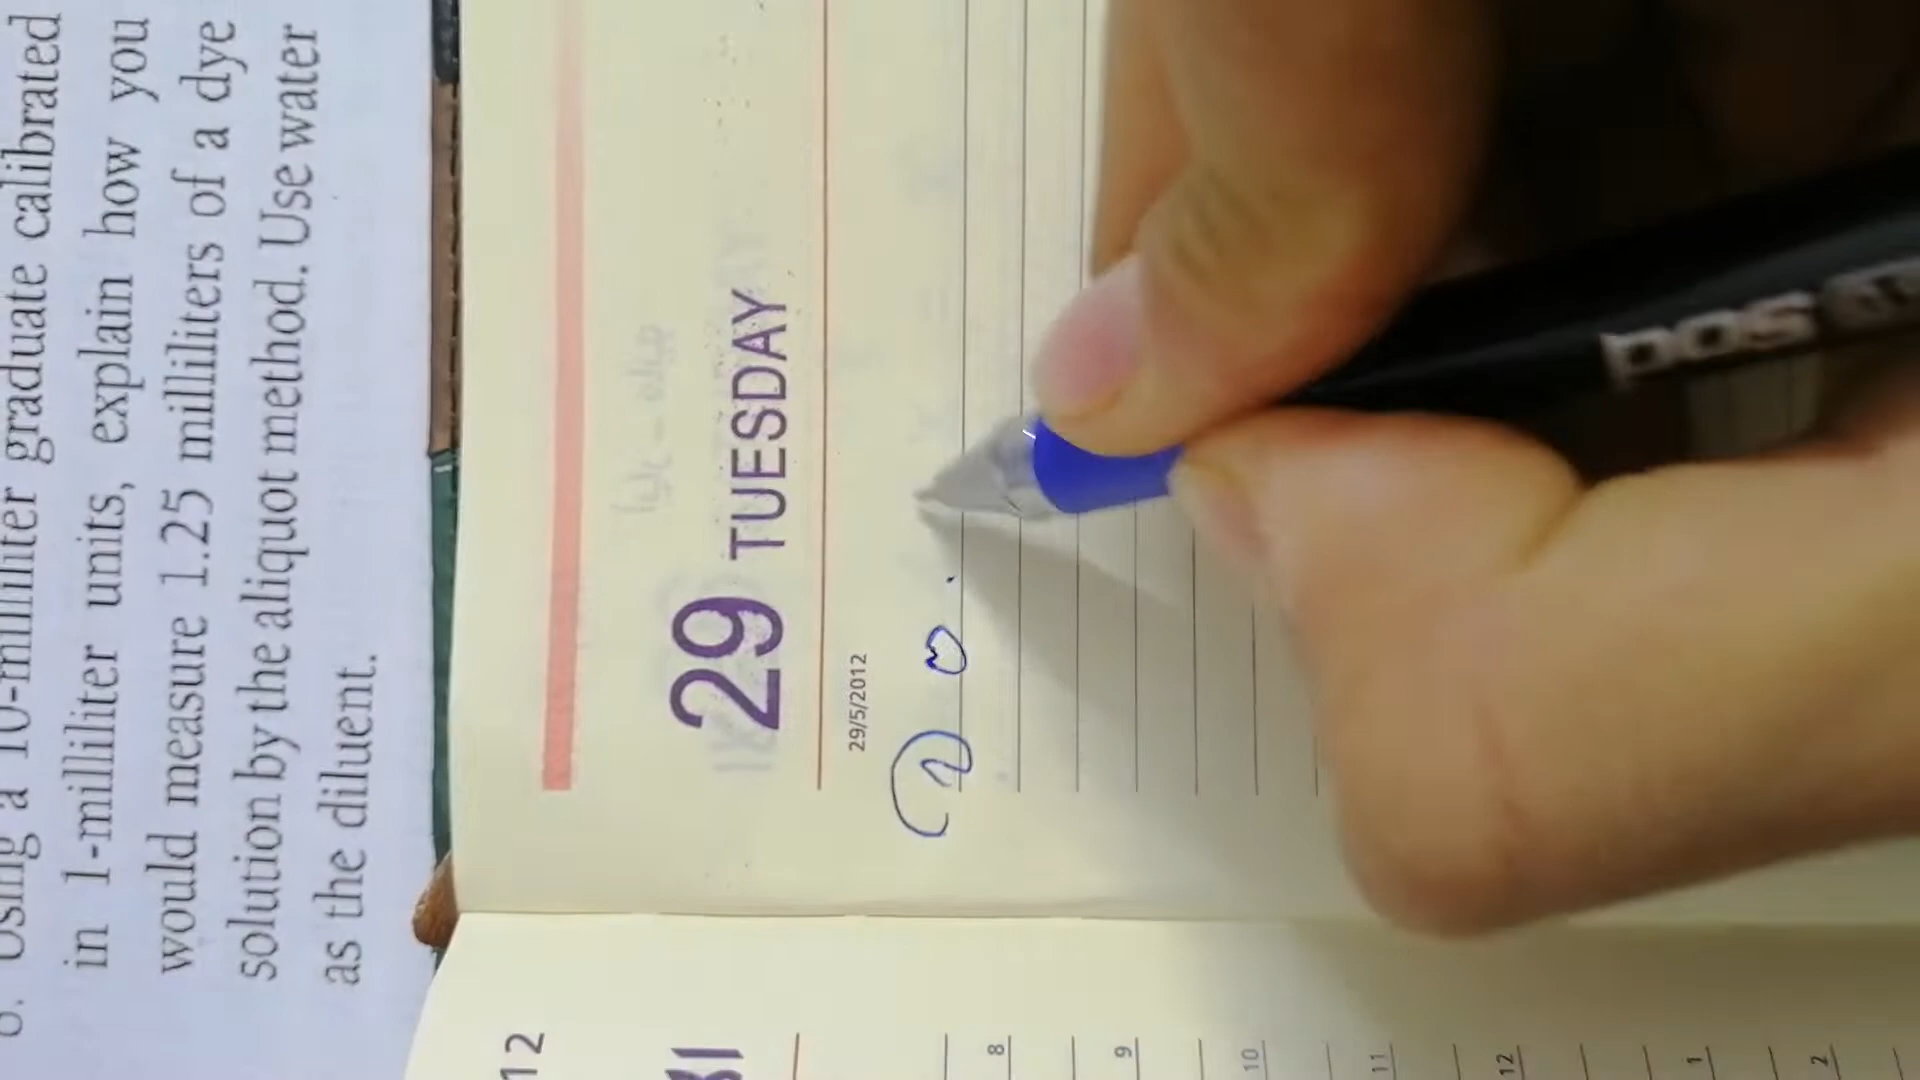 Using a 10-milliliter graduate calibrated
in 1-milliliter units, explain how you
would measure 1.25 milliliters of a dye
solution by the aliquot method. Use water
as the diluent.
29 TUESDAY
29/5/2012
DOS
12
8
9
10
11
12
1
2